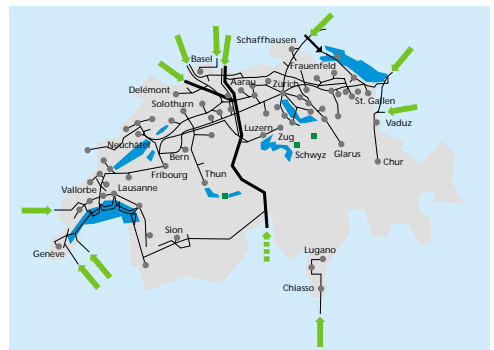 Schaffhausen
Basel
Frauenfeld
Aarau
Zürich
Delémont
St. Gallen
Solothurn
Vaduz
Luzern
Zug
Neuchâtel
Bern
Schwyz
Glarus
Chur
Fribourg
Thun
Vallorbe
Lausanne
Sion
Genève
Lugano
Chiasso